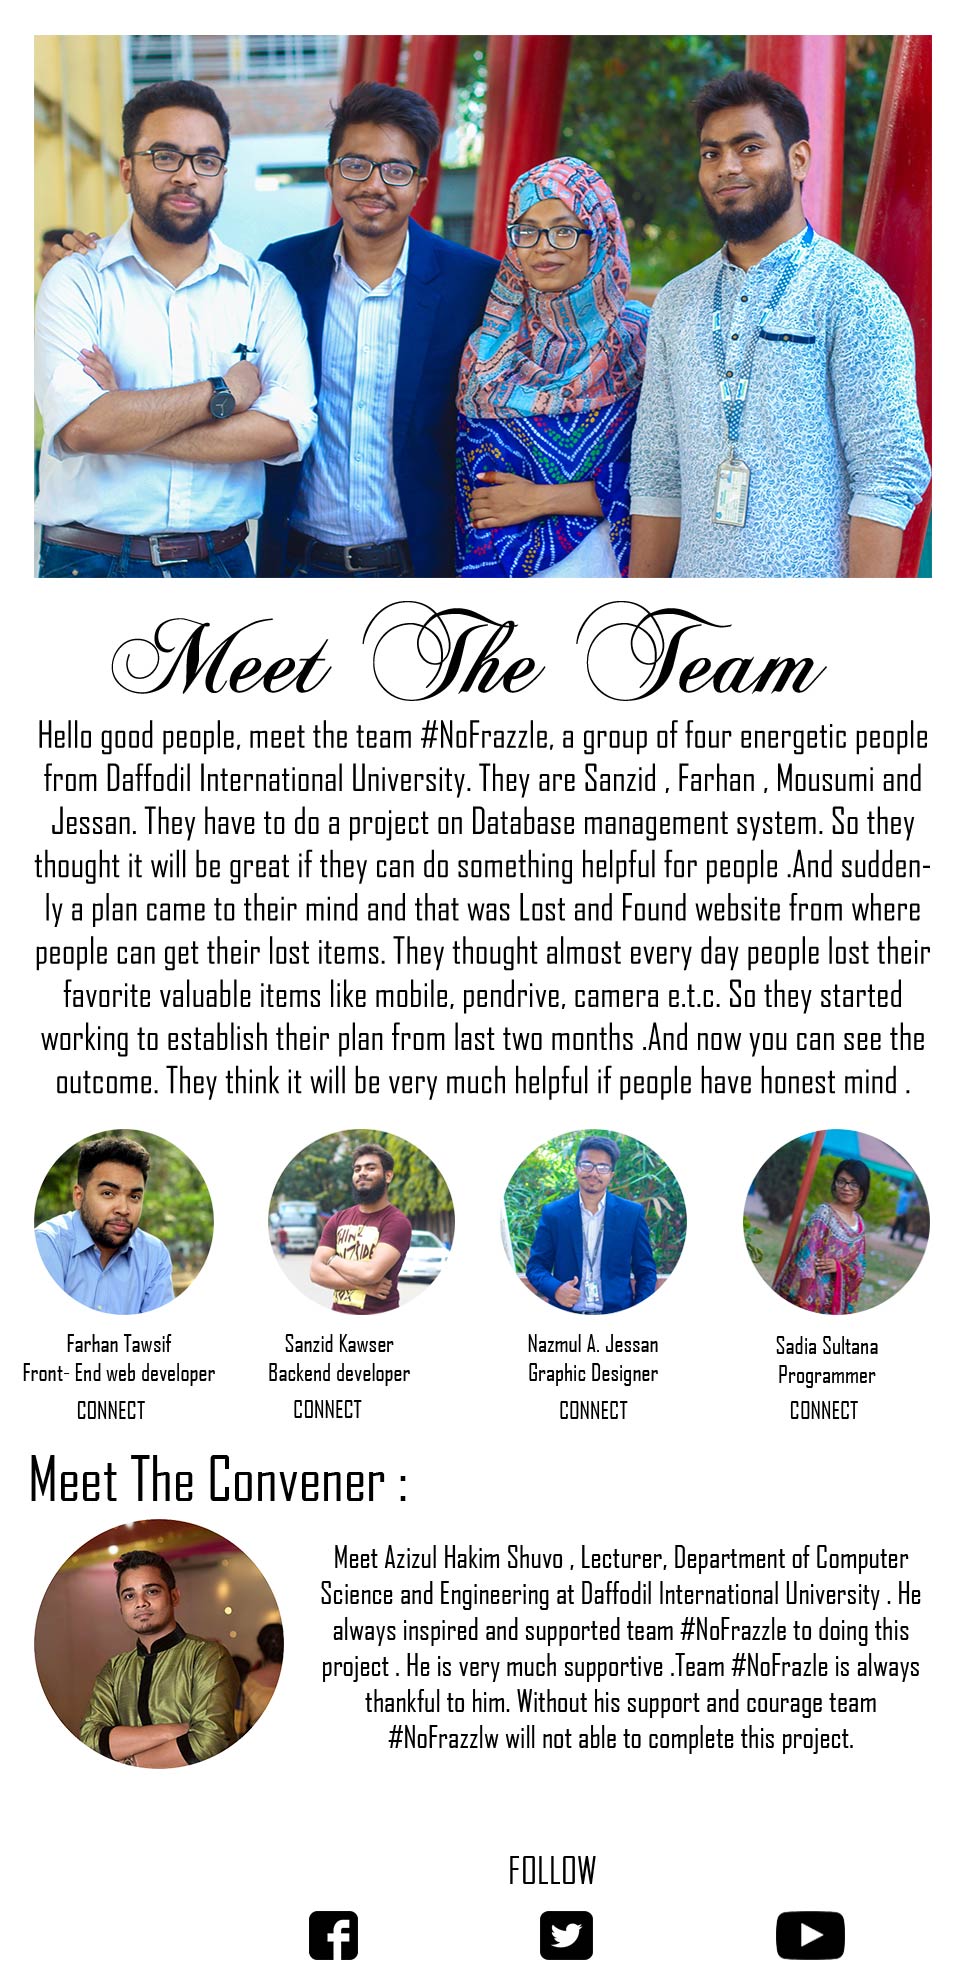 Meet The Team
Hello good people, meet the team #NoFrazzle, a group of four energetic people
from Daffodil International University. They are Sanzid , Farhan , Mousumi and
Jessan. They have to do a project on Database management system. So they
thought it will be great if they can do something helpful for people .And sudden-
ly a plan came to their mind and that was Lost and Found website from where
people can get their lost items. They thought almost every day people lost their
favorite valuable items like mobile, pendrive, camera e.t.c. So they started
working to establish their plan from last two months .And now you can see the
outcome. They think it will be very much helpful if people have honest mind .
Farhan Tawsif
Front- End web developer
CONNECT
Sanzid Kawser
Backend developer
CONNECT
Nazmul A. Jessan
Graphic Designer
CONNECT
Sadia Sultana
Programmer
CONNECT
Meet The Convener :
Meet Azizul Hakim Shuvo , Lecturer, Department of Computer
Science and Engineering at Daffodil International University . He
always inspired and supported team #NoFrazzle to doing this
project . He is very much supportive .Team #NoFrazle is always
thankful to him. Without his support and courage team
#NoFrazzlw will not able to complete this project.
FOLLOW